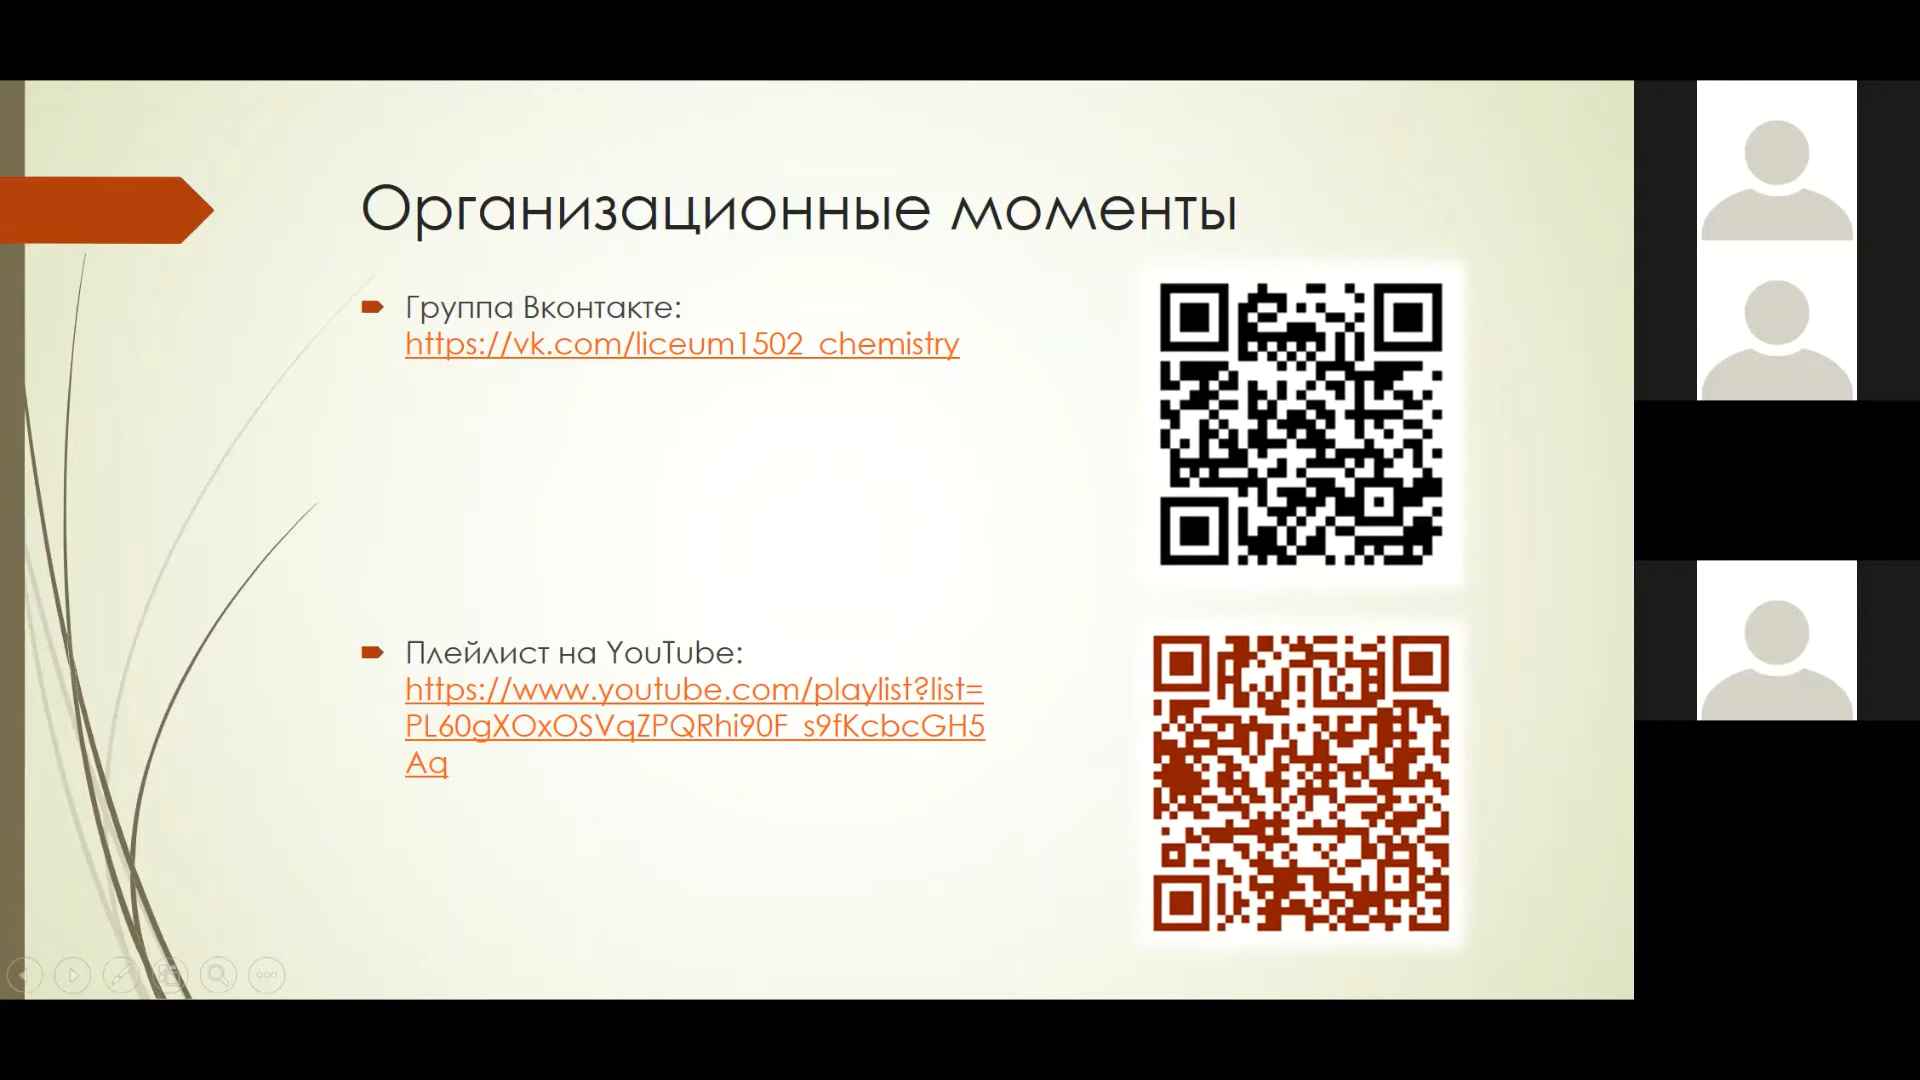 Организационные моменты
Группа Вконтакте:
https://vk.com/liceum1502_chemistry
Плейлист на YouTube:
https://www.youtube.com/playlist?list=
PL60gXOxOSVqZPQRhi90F_s9fKcbcGH5
Aq